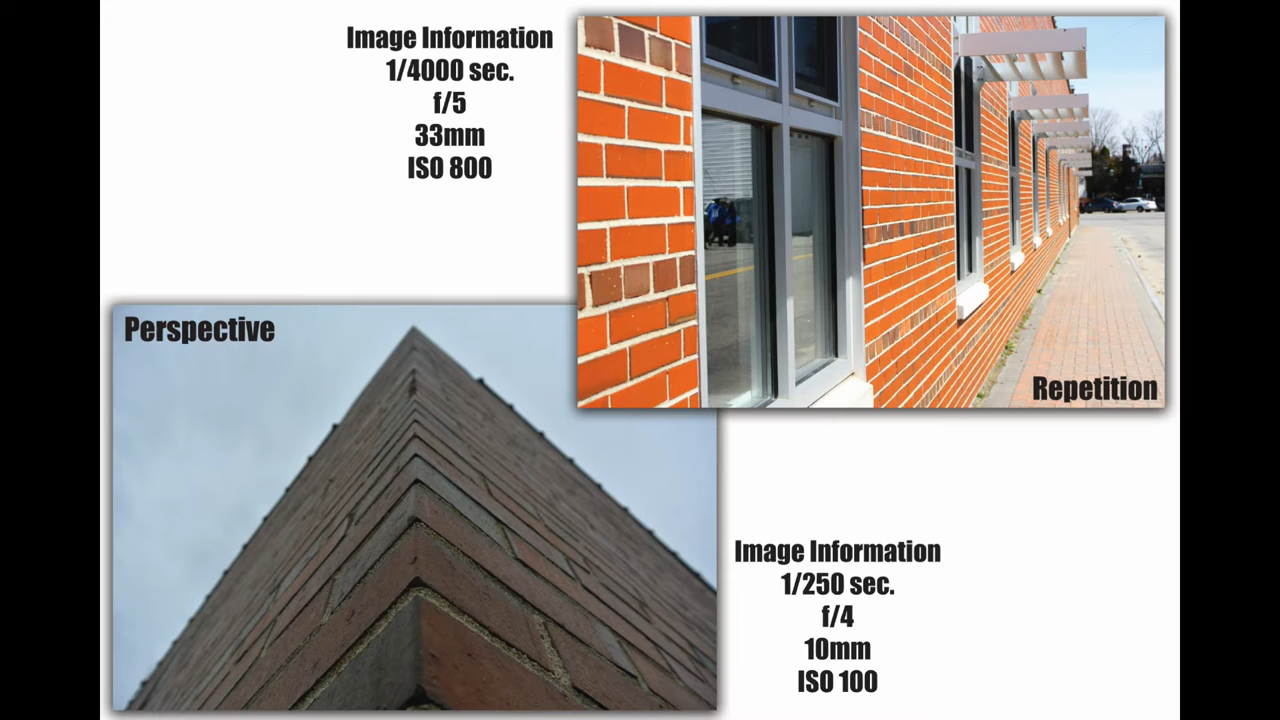 Image Information
1/4000 sec.
f/5
33mm
ISO 800
Repetition
Perspective
Image Information
1/250 sec.
f/4
10mm
ISO 100